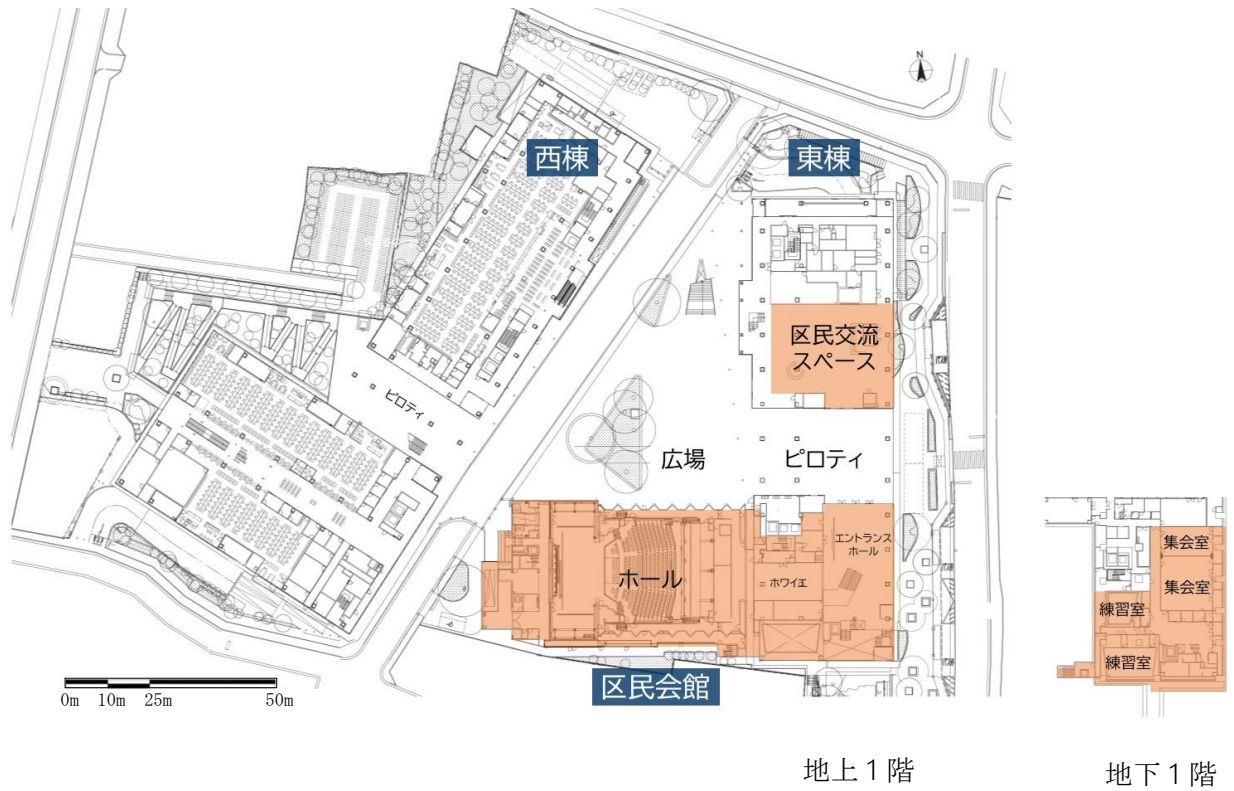 N
西棟
東棟
区民交流
スペース
ピロティ
広場
ピロティ
エントランス
ホール
ホール
ホワイエ
区民会館
0m 10m 25m 50m
地上1階
集会室
集会室
練習室
練習室
地下1階